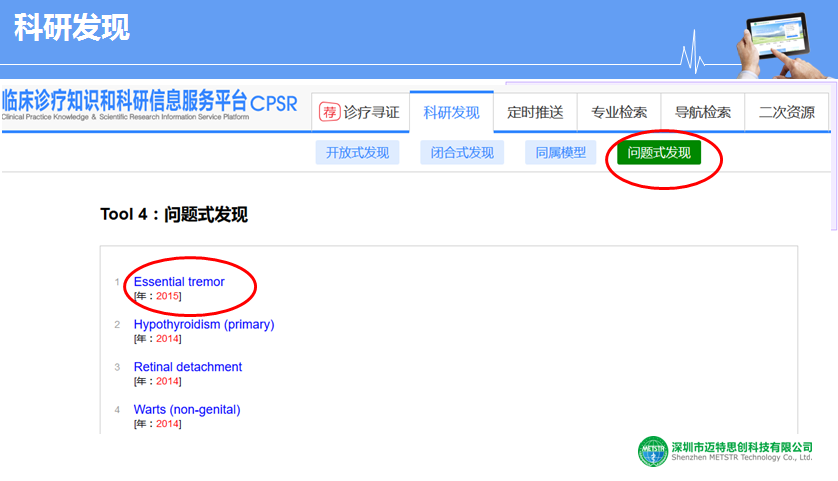 科研发现
临床诊疗知识和科研信息服务平台 CPSR
Clinical Practice Knowledge & Scientific Research Information Service Platform
荐 诊疗寻证 科研发现 定时推送 专业检索 导航检索 二次资源
开放式发现 闭合式发现 同属模型 问题式发现
Tool 4：问题式发现
1 Essential tremor
[年：2015]
2 Hypothyroidism (primary)
[年：2014]
3 Retinal detachment
[年：2014]
4 Warts (non-genital)
[年：2014]
METSTR 深圳市迈特思创科技有限公司
Shenzhen METSTR Technology Co., Ltd.